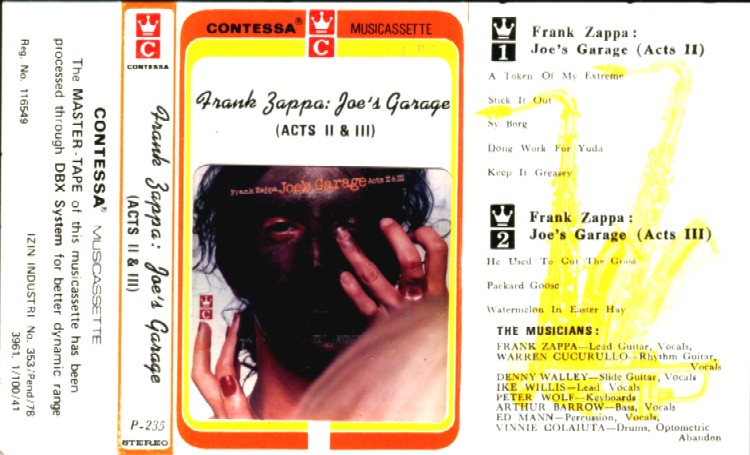 CONTESSA® MUSICASSETTE
The MASTER-TAPE of this musicassette has been
processed through DBX System for better dynamic range
Reg. No. 116549
IZIN INDUSTRI No. 353/Pend/78
3961. 1/100/41
C
CONTESSA
Frank Zappa: Joe's Garage
(ACTS II & III)
P-235
STEREO
CONTESSA® C MUSICASSETTE
Frank Zappa: Joe's Garage
(ACTS II & III)
Frank Zappa Joe's Garage Acts II & III
C
1 Frank Zappa :
Joe's Garage (Acts II)
A Token Of My Extreme
Stick It Out
Sy Borg
Dong Work For Yuda
Keep It Greasey
2 Frank Zappa :
Joe's Garage (Acts III)
He Used To Cut The Grass
Packard Goose
Watermelon In Easter Hay
THE MUSICIANS :
FRANK ZAPPA—Lead Guitar, Vocals,
WARREN CUCURULLO—Rhythm Guitar,
Vocals
DENNY WALLEY—Slide Guitar, Vocals
IKE WILLIS—Lead Vocals
PETER WOLF—Keyboards
ARTHUR BARROW—Bass, Vocals
ED MANN—Percussion, Vocals,
VINNIE COLAIUTA—Drums, Optometric
Abandon